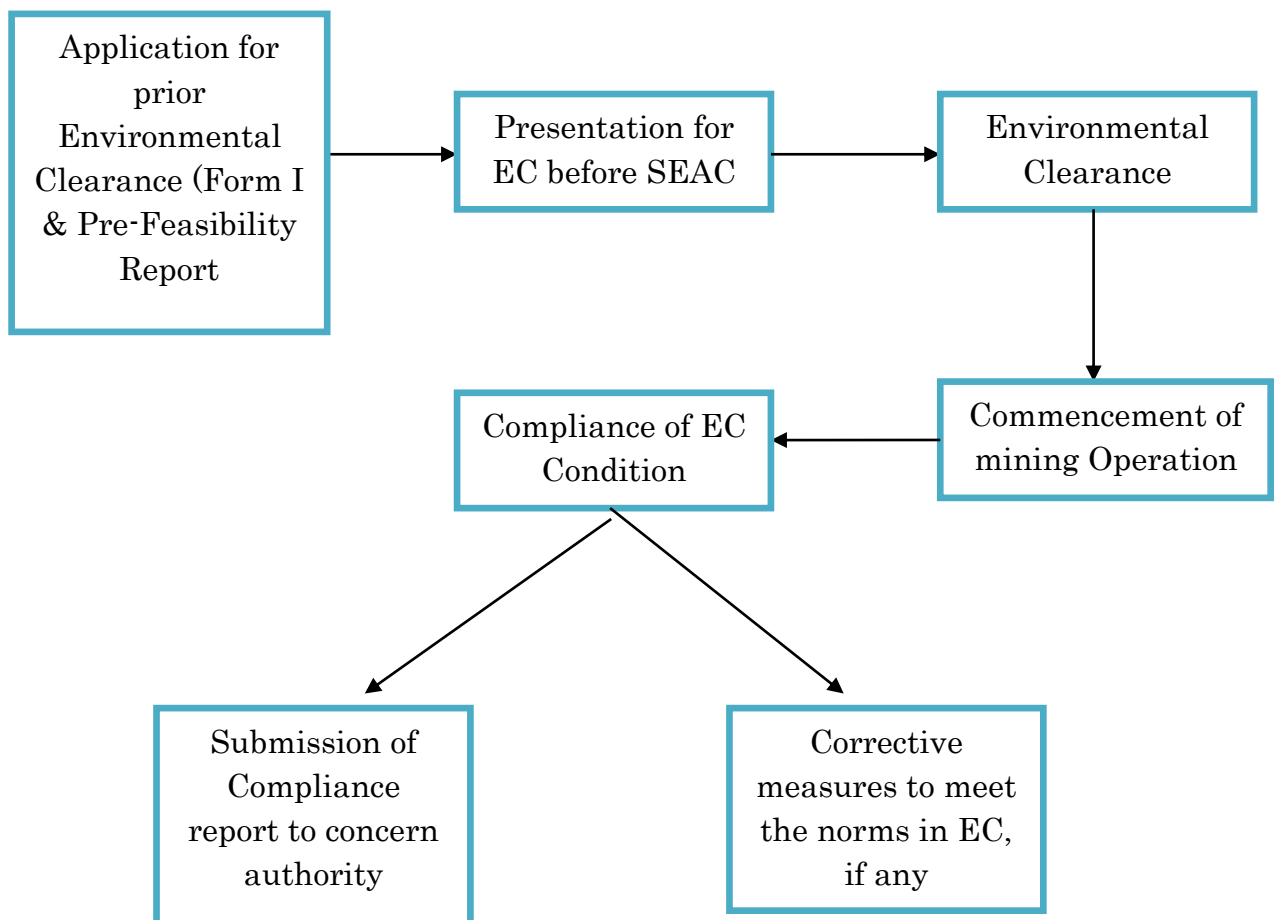 Application for
prior
Environmental
Clearance (Form I
& Pre-Feasibility
Report
Presentation for
EC before SEAC
Environmental
Clearance
Commencement of
mining Operation
Compliance of EC
Condition
Submission of
Compliance
report to concern
authority
Corrective
measures to meet
the norms in EC,
if any